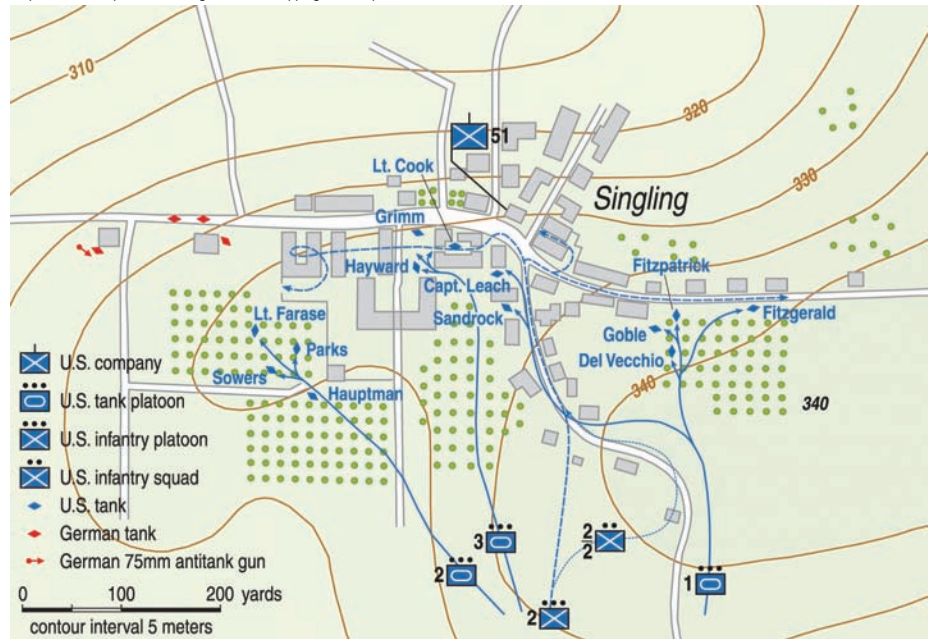 310
320
330
340
340
51
Lt. Cook
Singling
Grimm
Hayward
Capt. Leach
Sandrock
Fitzpatrick
Fitzgerald
Goble
Del Vecchio
Lt. Farase
Parks
Sowers
Hauptman
3
2
2
2
2
1
U.S. company
U.S. tank platoon
U.S. infantry platoon
U.S. infantry squad
U.S. tank
German tank
German 75mm antitank gun
0 100 200 yards
contour interval 5 meters